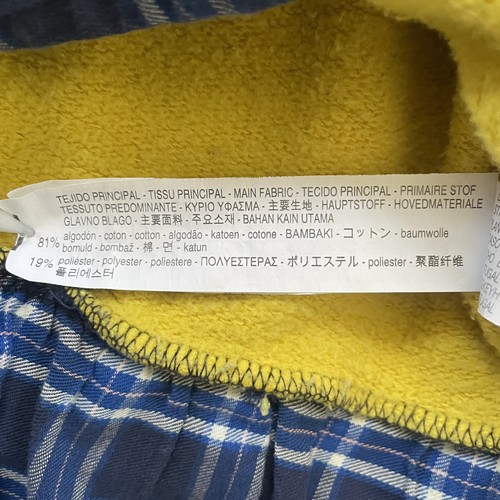 TEJIDO PRINCIPAL - TISSU PRINCIPAL - MAIN FABRIC - TECIDO PRINCIPAL - PRIMAIRE STOF
TESSUTO PREDOMINANTE - ΚΥΡΙΟ ΥΦΑΣΜΑ - 主要生地 - HAUPTSTOFF - HOVEDMATERIALE
GLAVNO BLAGO - 主要面料 - 주요소재 - BAHAN KAIN UTAMA
81% algodón - coton - cotton - algodão - katoen - cotone - ΒΑΜΒΑΚΙ - コットン - baumwolle
bomuld - bombaž - 棉 - 면 - katun
19% poliéster - polyester - poliestere - ΠΟΛΥΕΣΤΕΡΑΣ - ポリエステル - poliester - 聚酯纤维
폴리에스터